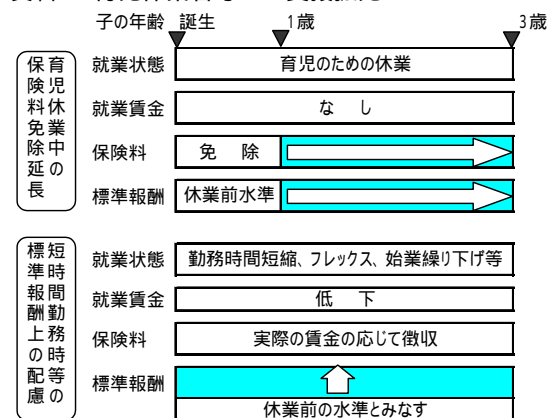 子の年齢 誕生 1歳 3歳
育児休業中の保険料免除延長
就業状態 育児のための休業
就業賃金 な し
保険料 免 除
標準報酬 休業前水準
短時間勤務時等の標準報酬上の配慮
就業状態 勤務時間短縮、フレックス、始業繰り下げ等
就業賃金 低 下
保険料 実際の賃金の応じて徴収
標準報酬
休業前の水準とみなす